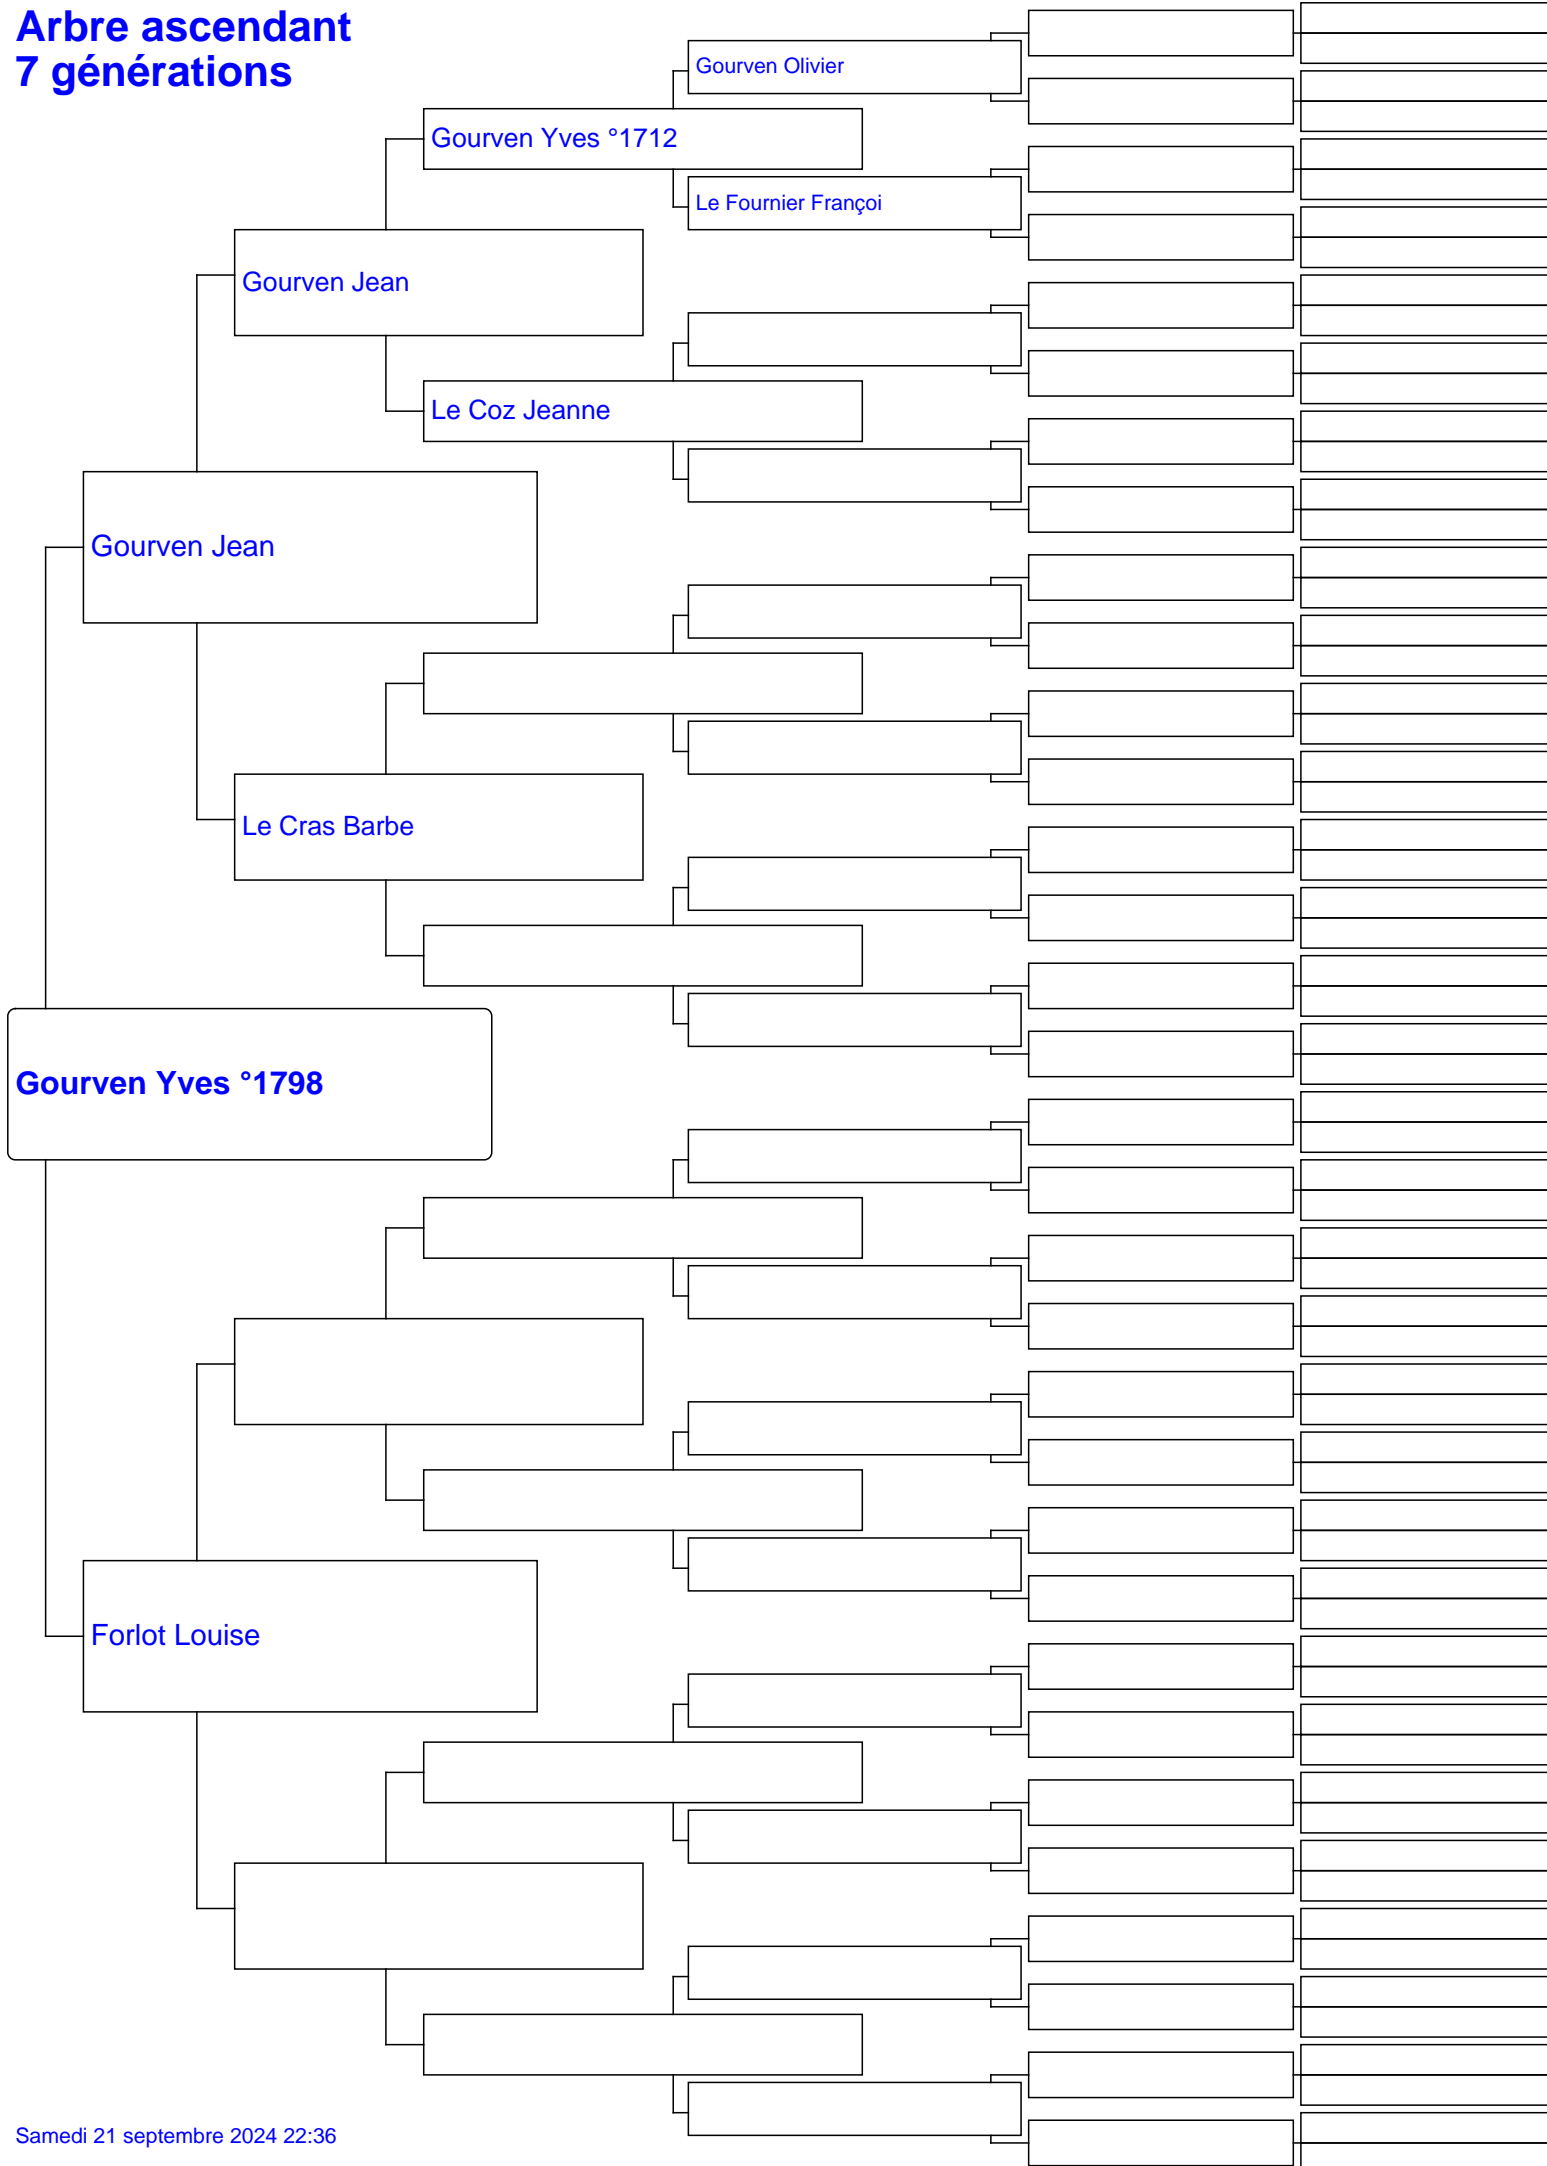 Arbre ascendant
7 générations
Gourven Olivier
Gourven Yves °1712
Le Fournier Françoi
Gourven Jean
Le Coz Jeanne
Gourven Jean
Le Cras Barbe
Gourven Yves °1798
Forlot Louise
Samedi 21 septembre 2024 22:36